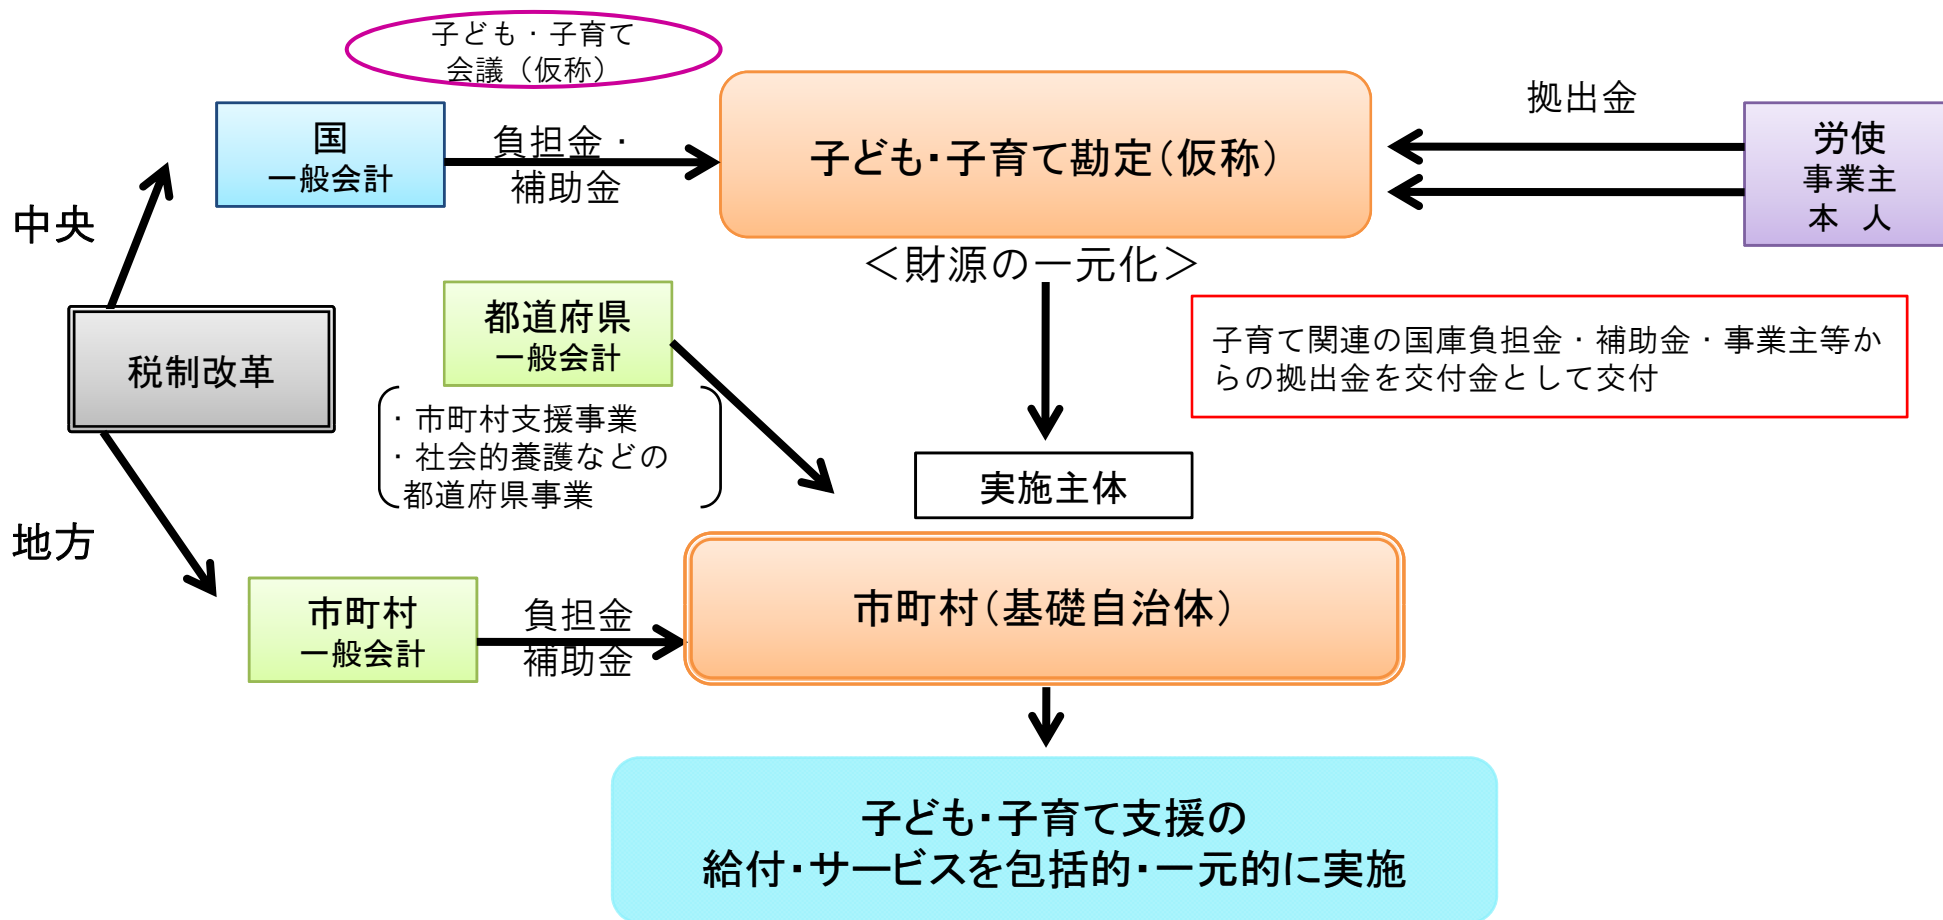 子ども・子育て
会議（仮称）
国
一般会計
負担金・
補助金
子ども・子育て勘定（仮称）
拠出金
労使
事業主
本　人
中央
＜財源の一元化＞
都道府県
一般会計
税制改革
子育て関連の国庫負担金・補助金・事業主等か
らの拠出金を交付金として交付
・市町村支援事業
・社会的養護などの
都道府県事業
実施主体
地方
市町村
一般会計
負担金
補助金
市町村（基礎自治体）
子ども・子育て支援の
給付・サービスを包括的・一元的に実施